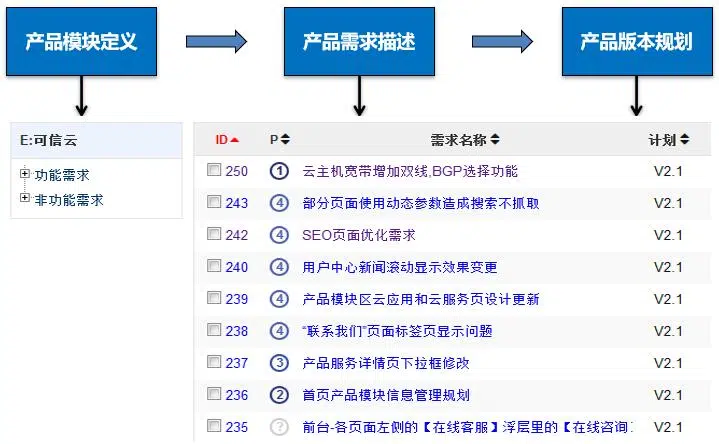 产品模块定义
产品需求描述
产品版本规划
E:可信云
功能需求
非功能需求
ID P 需求名称 计划
250 1 云主机宽带增加双线,BGP选择功能 V2.1
243 4 部分页面使用动态参数造成搜索不抓取 V2.1
242 4 SEO页面优化需求 V2.1
240 4 用户中心新闻滚动显示效果变更 V2.1
239 4 产品模块区云应用和云服务页设计更新 V2.1
238 4 “联系我们”页面标签页显示问题 V2.1
237 3 产品服务详情页下拉框修改 V2.1
236 2 首页产品模块信息管理规划 V2.1
235 ? 前台-各页面左侧的【在线客服】浮层里的【在线咨询 V2.1